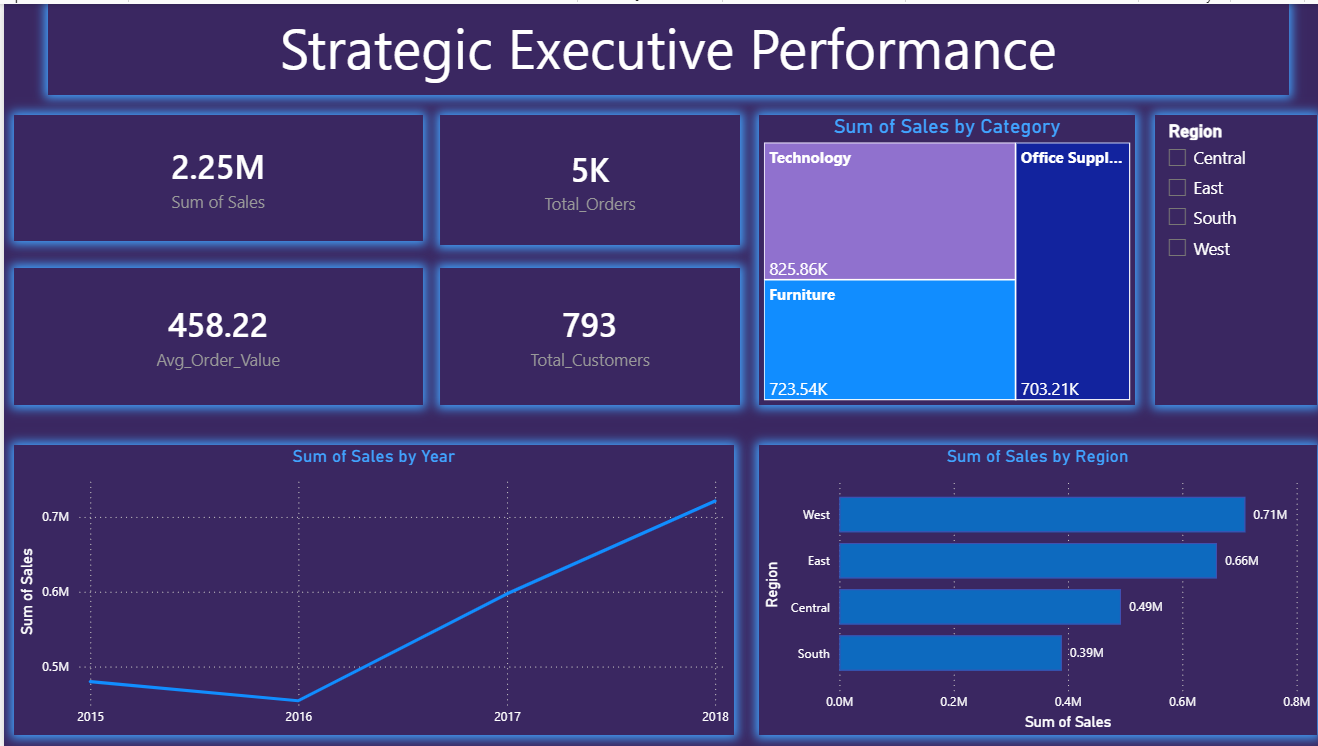 Strategic Executive Performance
2.25M
Sum of Sales
5K
Total_Orders
458.22
Avg_Order_Value
793
Total_Customers
Sum of Sales by Category
Technology
825.86K
Furniture
723.54K
Office Suppl...
703.21K
Region
Central
East
South
West
Sum of Sales by Year
Sum of Sales
0.7M
0.6M
0.5M
2015 2016 2017 2018
Sum of Sales by Region
Region
West 0.71M
East 0.66M
Central 0.49M
South 0.39M
0.0M 0.2M 0.4M 0.6M 0.8M
Sum of Sales